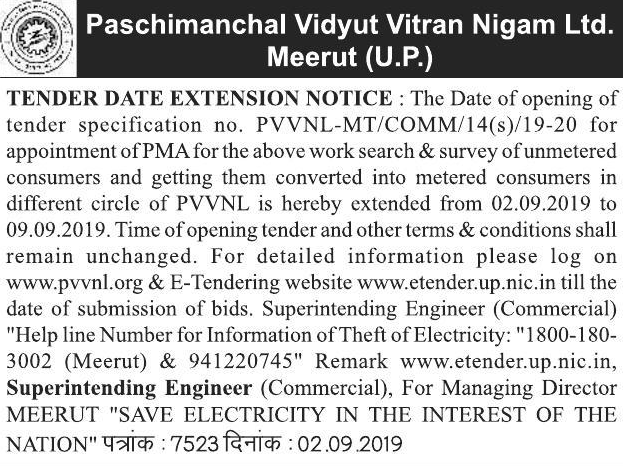 Paschimanchal Vidyut Vitran Nigam Ltd.
Meerut (U.P.)
TENDER DATE EXTENSION NOTICE : The Date of opening of
tender specification no. PVVNL-MT/COMM/14(s)/19-20 for
appointment of PMA for the above work search & survey of unmetered
consumers and getting them converted into metered consumers in
different circle of PVVNL is hereby extended from 02.09.2019 to
09.09.2019. Time of opening tender and other terms & conditions shall
remain unchanged. For detailed information please log on
www.pvvnl.org & E-Tendering website www.etender.up.nic.in till the
date of submission of bids. Superintending Engineer (Commercial)
"Help line Number for Information of Theft of Electricity: "1800-180-
3002 (Meerut) & 941220745" Remark www.etender.up.nic.in,
Superintending Engineer (Commercial), For Managing Director
MEERUT "SAVE ELECTRICITY IN THE INTEREST OF THE
NATION" पत्रांक : 7523 दिनांक : 02.09.2019